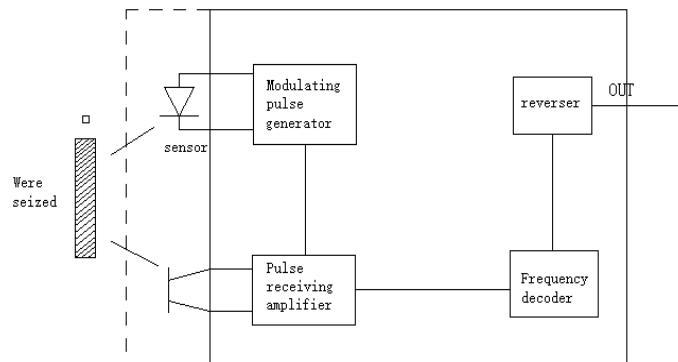 Modulating
pulse
generator
reverser
OUT
sensor
Were
seized
Pulse
receiving
amplifier
Frequency
decoder